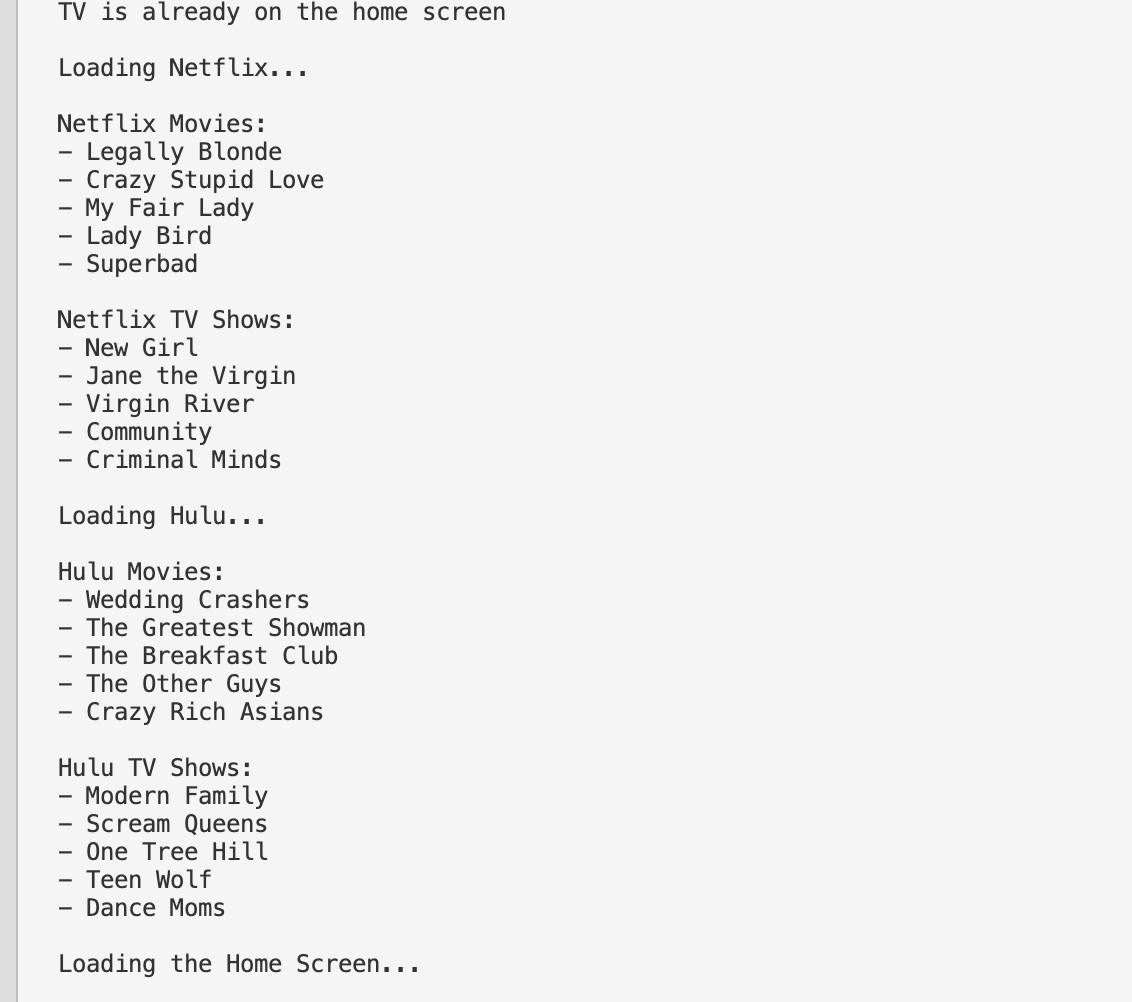 TV is already on the home screen
Loading Netflix...
Netflix Movies:
– Legally Blonde
– Crazy Stupid Love
– My Fair Lady
– Lady Bird
– Superbad
Netflix TV Shows:
– New Girl
– Jane the Virgin
– Virgin River
– Community
– Criminal Minds
Loading Hulu...
Hulu Movies:
– Wedding Crashers
– The Greatest Showman
– The Breakfast Club
– The Other Guys
– Crazy Rich Asians
Hulu TV Shows:
– Modern Family
– Scream Queens
– One Tree Hill
– Teen Wolf
– Dance Moms
Loading the Home Screen...